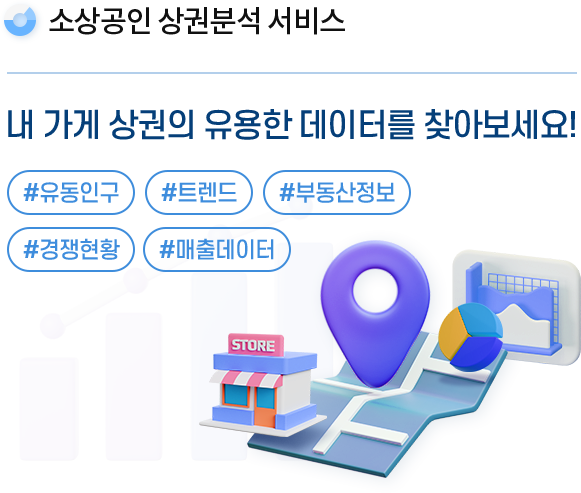 소상공인 상권분석 서비스
내 가게 상권의 유용한 데이터를 찾아보세요!
#유동인구 #트렌드 #부동산정보
#경쟁현황 #매출데이터
STORE